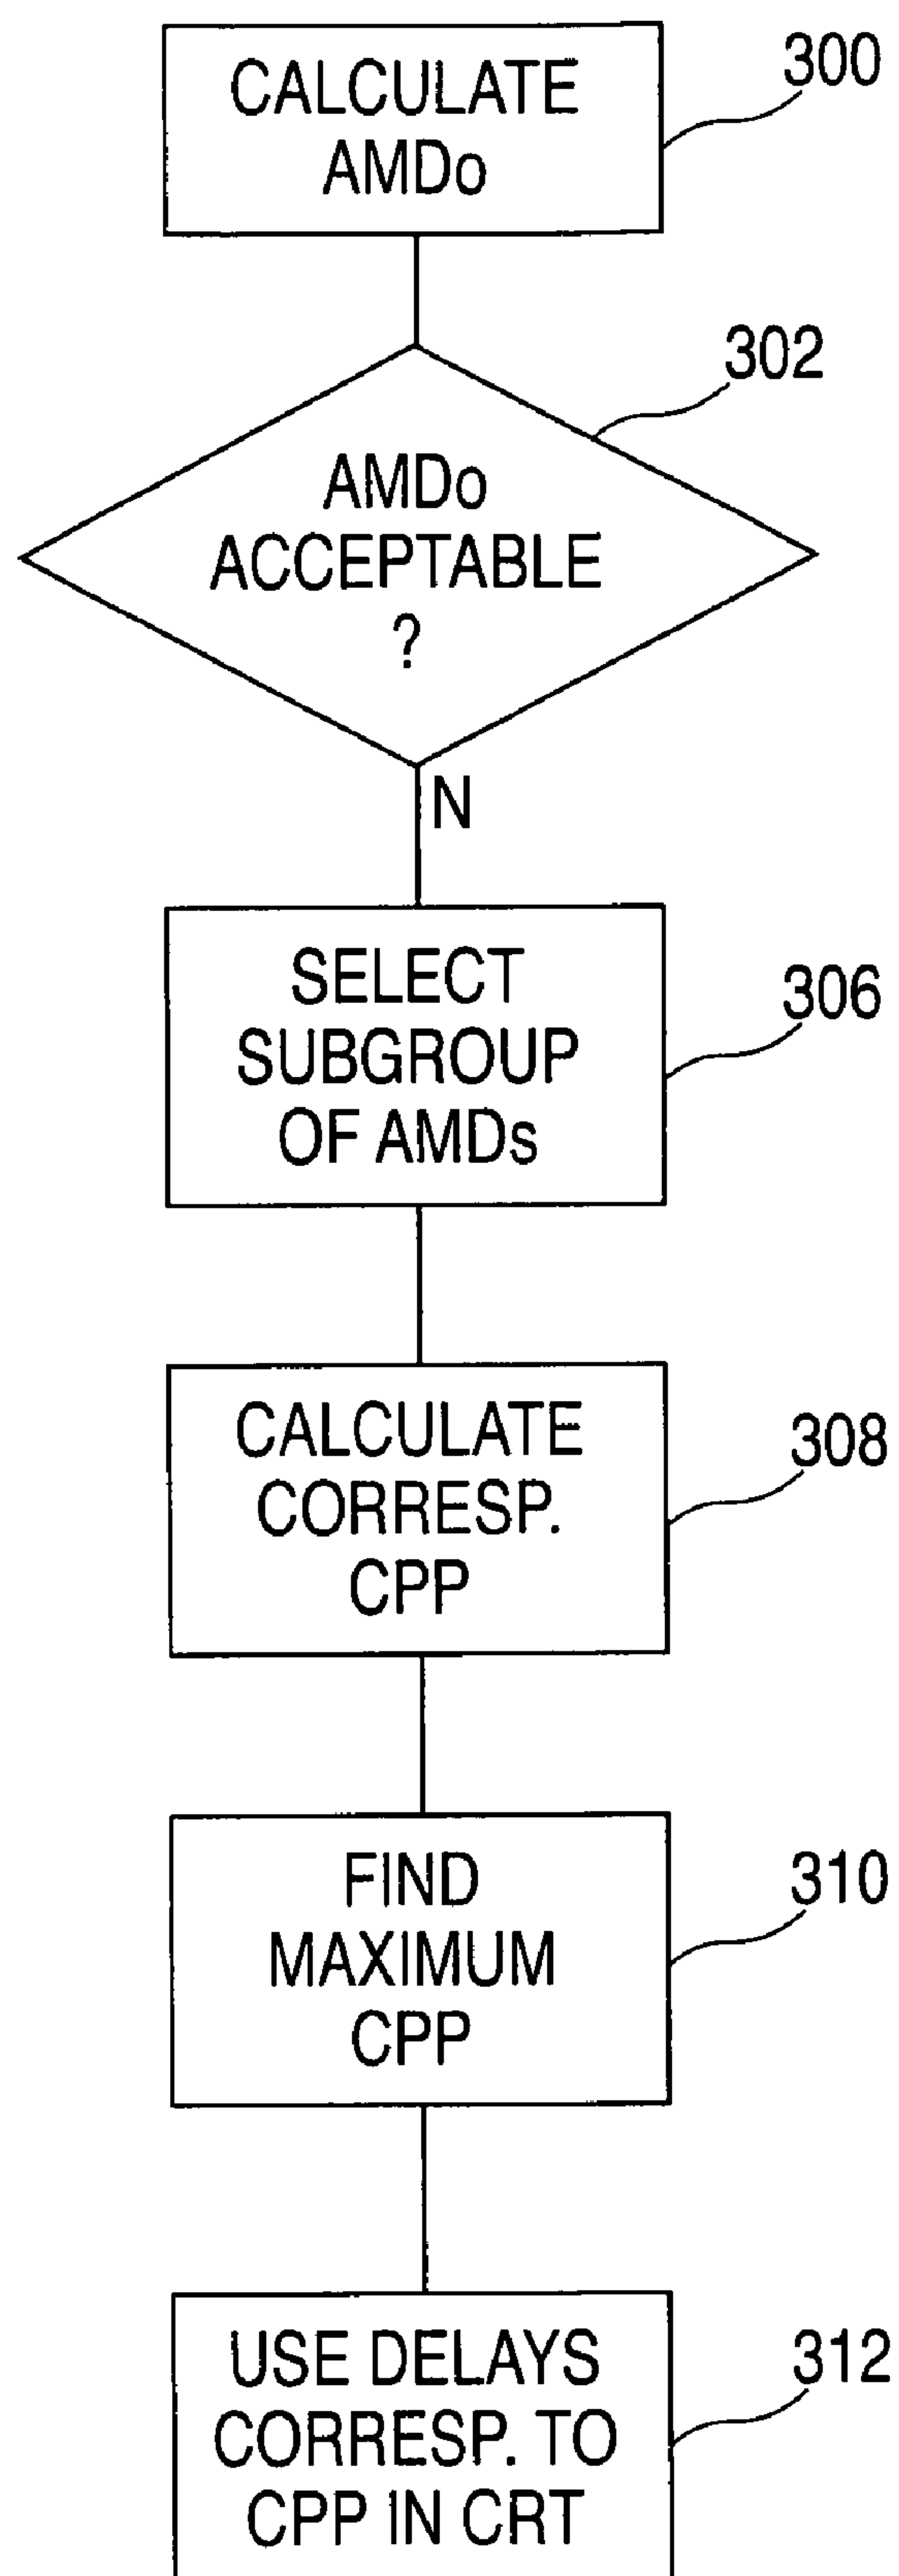 CALCULATE
AMDo
300
302
AMDo
ACCEPTABLE
?
N
SELECT
SUBGROUP
OF AMDs
306
CALCULATE
CORRESP.
CPP
308
FIND
MAXIMUM
CPP
310
USE DELAYS
CORRESP. TO
CPP IN CRT
312